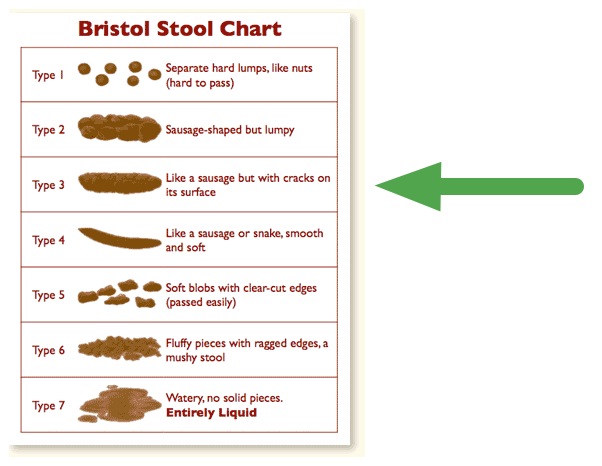 Bristol Stool Chart
Type 1
Separate hard lumps, like nuts
(hard to pass)
Type 2
Sausage-shaped but lumpy
Type 3
Like a sausage but with cracks on
its surface
Type 4
Like a sausage or snake, smooth
and soft
Type 5
Soft blobs with clear-cut edges
(passed easily)
Type 6
Fluffy pieces with ragged edges, a
mushy stool
Type 7
Watery, no solid pieces.
Entirely Liquid